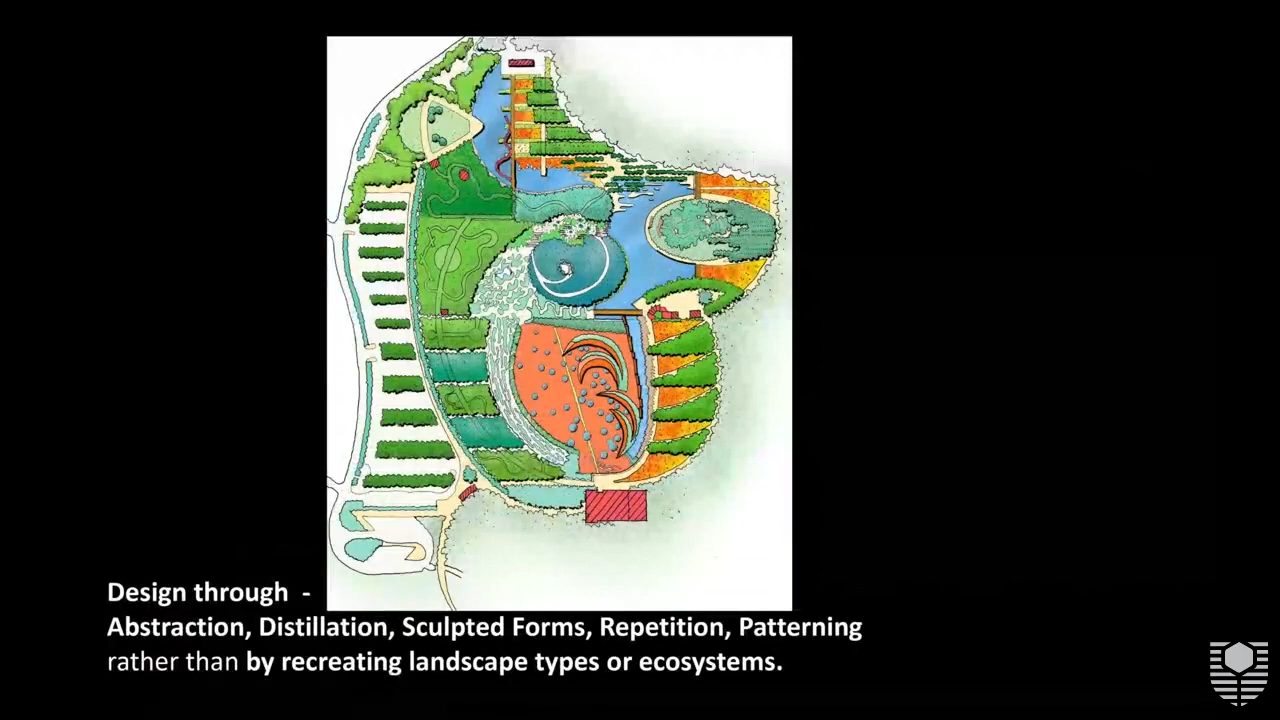 Design through -
Abstraction, Distillation, Sculpted Forms, Repetition, Patterning
rather than by recreating landscape types or ecosystems.